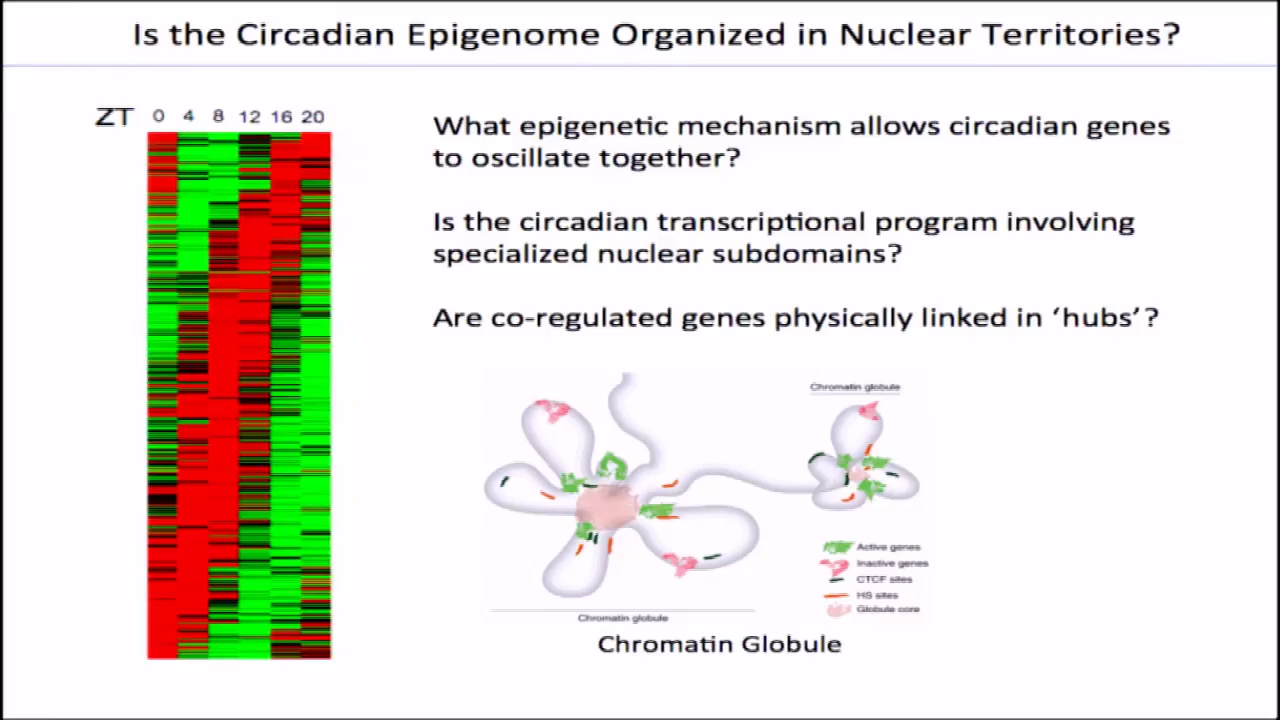 Is the Circadian Epigenome Organized in Nuclear Territories?
ZT 0 4 8 12 16 20
What epigenetic mechanism allows circadian genes
to oscillate together?
Is the circadian transcriptional program involving
specialized nuclear subdomains?
Are co-regulated genes physically linked in ‘hubs’?
Chromatin globule
Active genes
Inactive genes
CTCF sites
HS sites
Globule core
Chromatin globule
Chromatin Globule